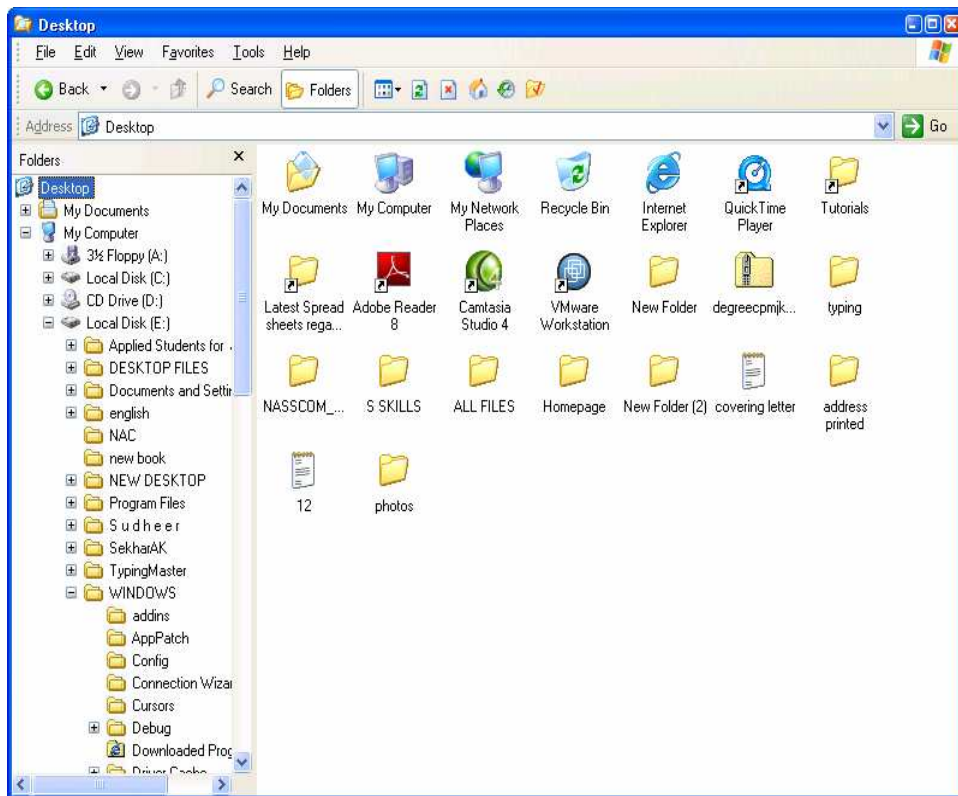 Desktop
File Edit View Favorites Tools Help
Back Search Folders
Address Desktop Go
Folders
Desktop
My Documents
My Computer
3½ Floppy (A:)
Local Disk (C:)
CD Drive (D:)
Local Disk (E:)
Applied Students for
DESKTOP FILES
Documents and Settin
english
NAC
new book
NEW DESKTOP
Program Files
S u d h e e r
SekharAK
TypingMaster
WINDOWS
addins
AppPatch
Config
Connection Wizar
Cursors
Debug
Downloaded Prog
Driver Cache
My Documents My Computer My Network Recycle Bin Internet QuickTime Tutorials
Places Explorer Player
Latest Spread Adobe Reader Camtasia VMware New Folder degreecpmjk... typing
sheets rega... 8 Studio 4 Workstation
NASSCOM_... S SKILLS ALL FILES Homepage New Folder (2) covering letter address
printed
12 photos